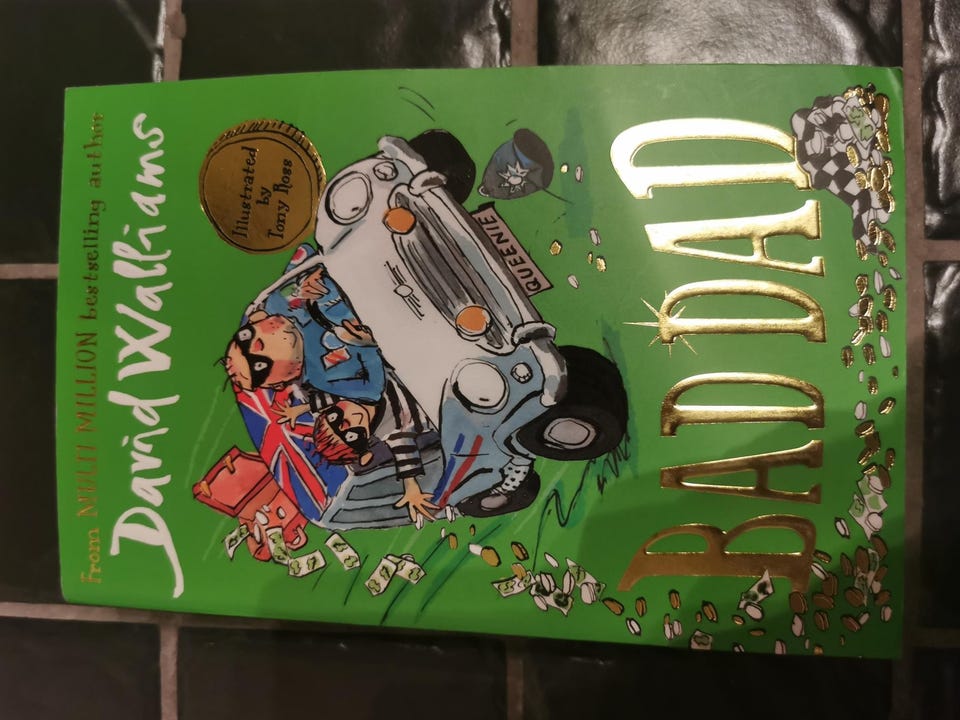 From MULTI MILLION bestselling author
David Walliams
Illustrated
by
Tony Ross
QUEENIE
BAD DAD